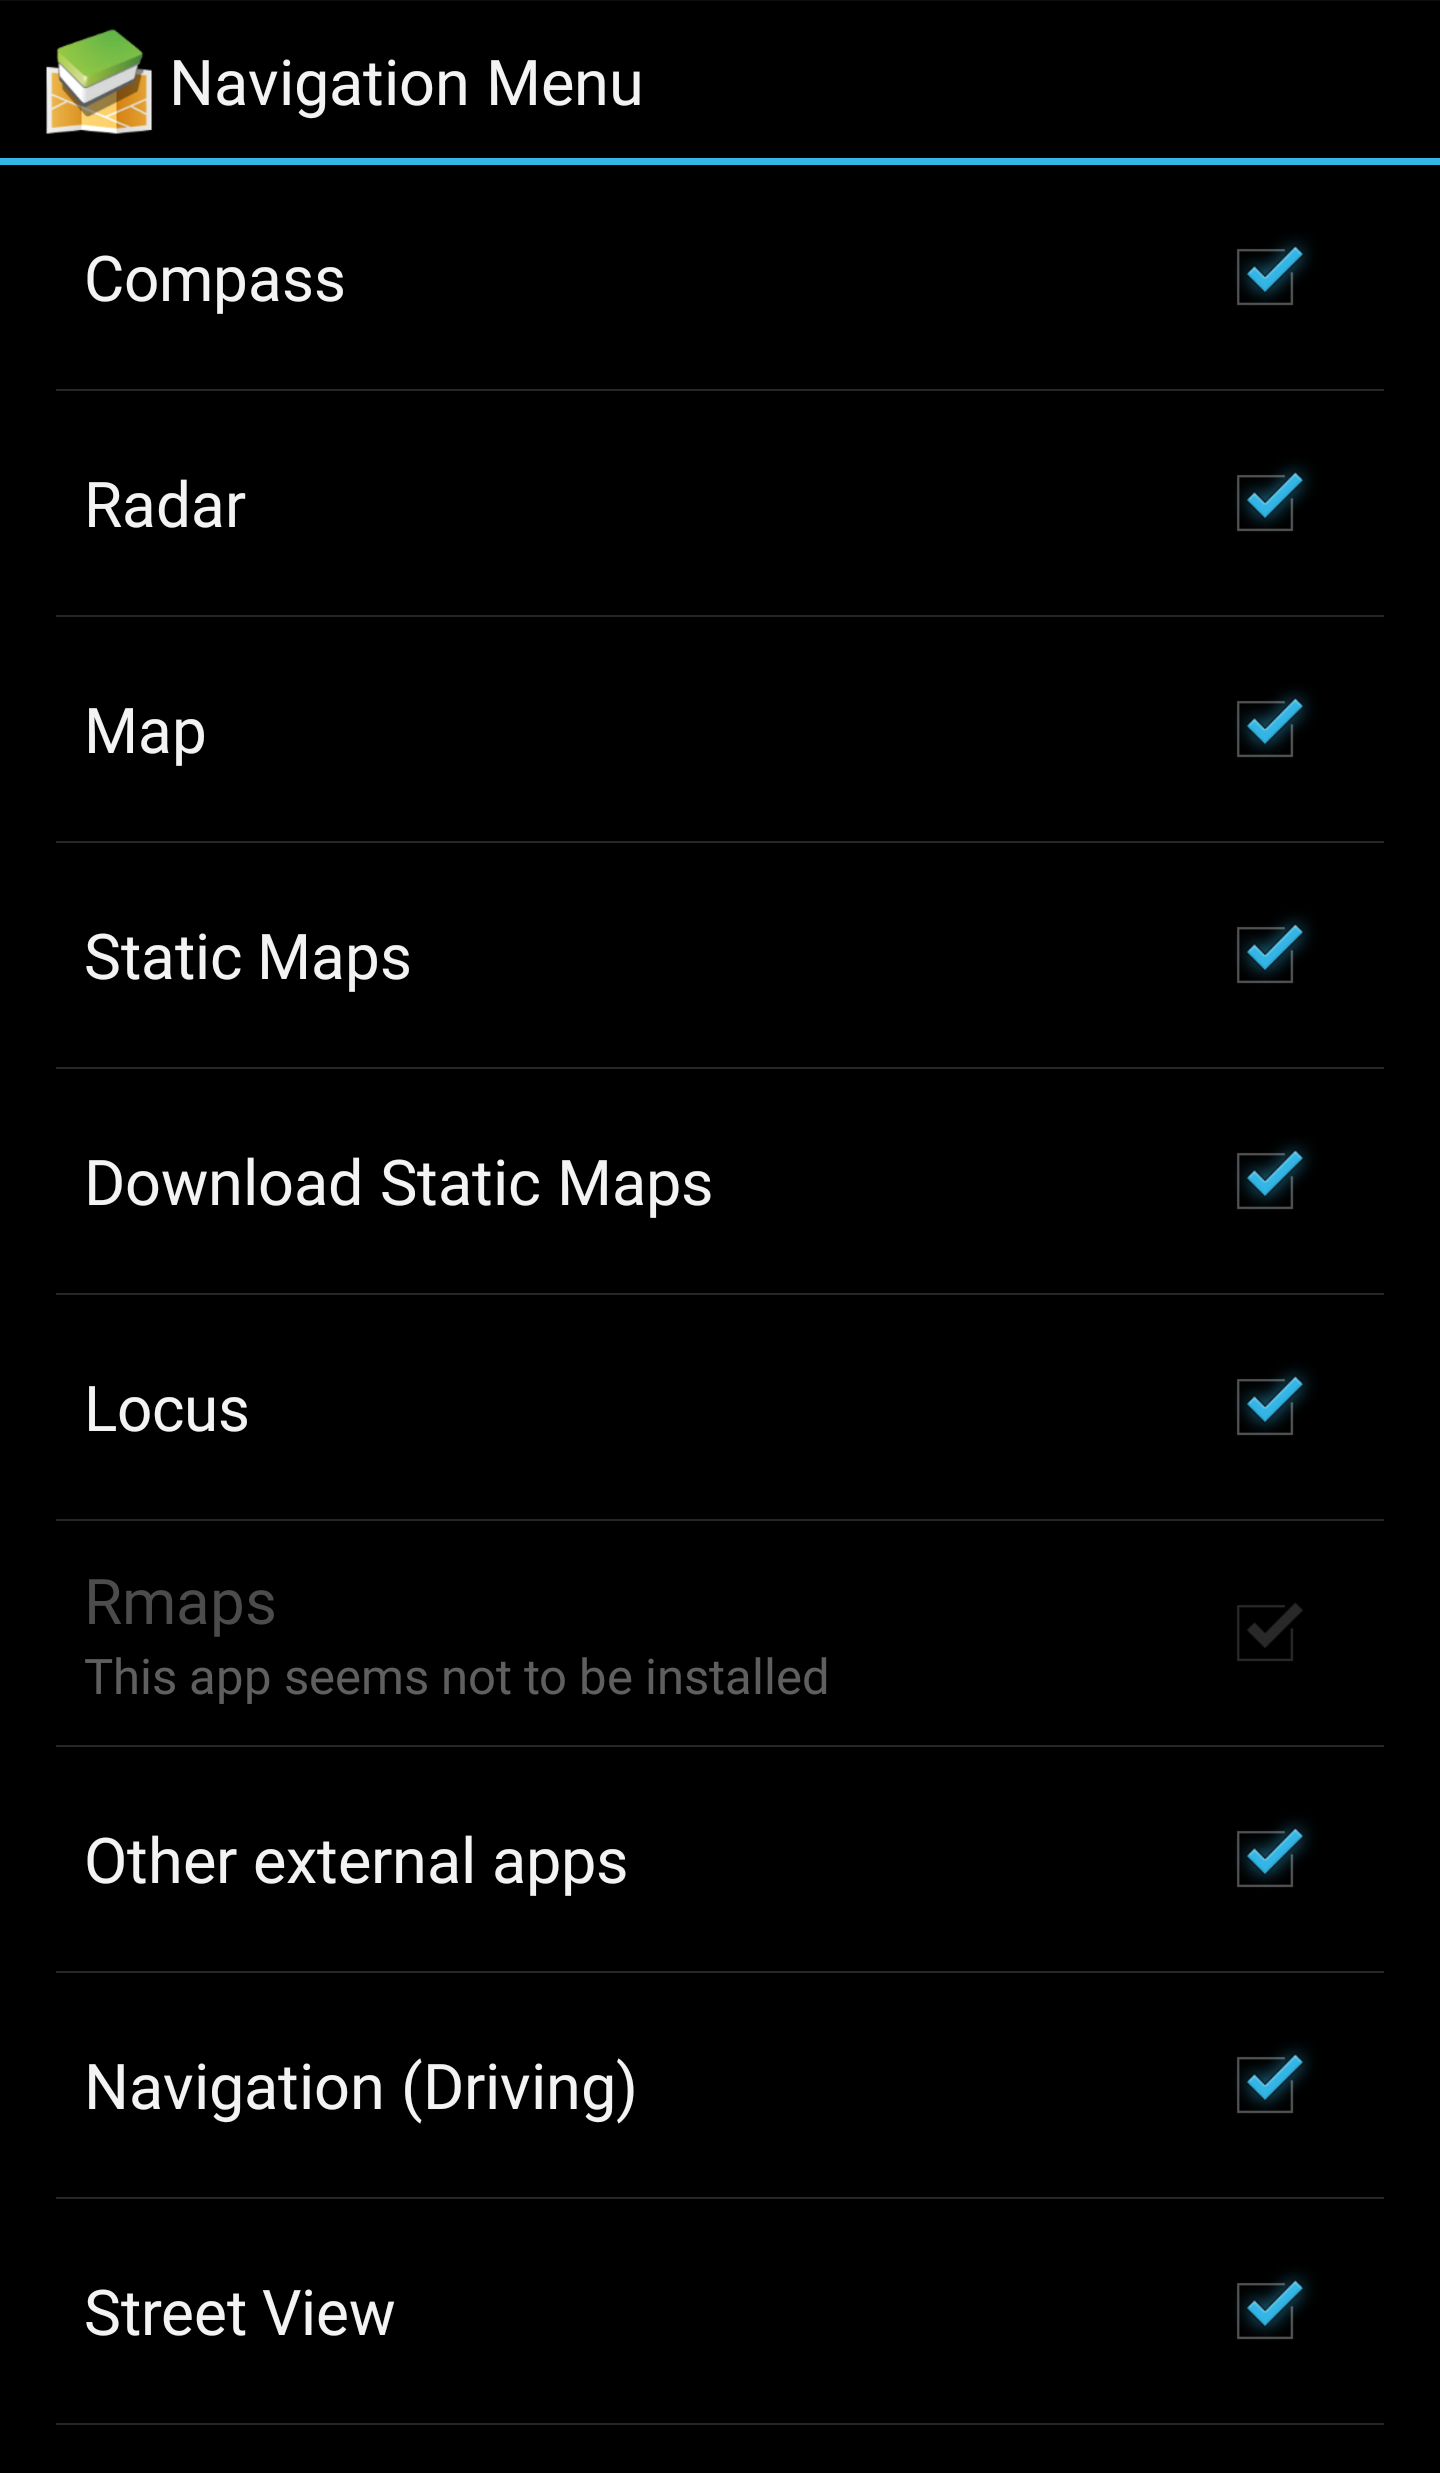 Navigation Menu
Compass
Radar
Map
Static Maps
Download Static Maps
Locus
Rmaps
This app seems not to be installed
Other external apps
Navigation (Driving)
Street View